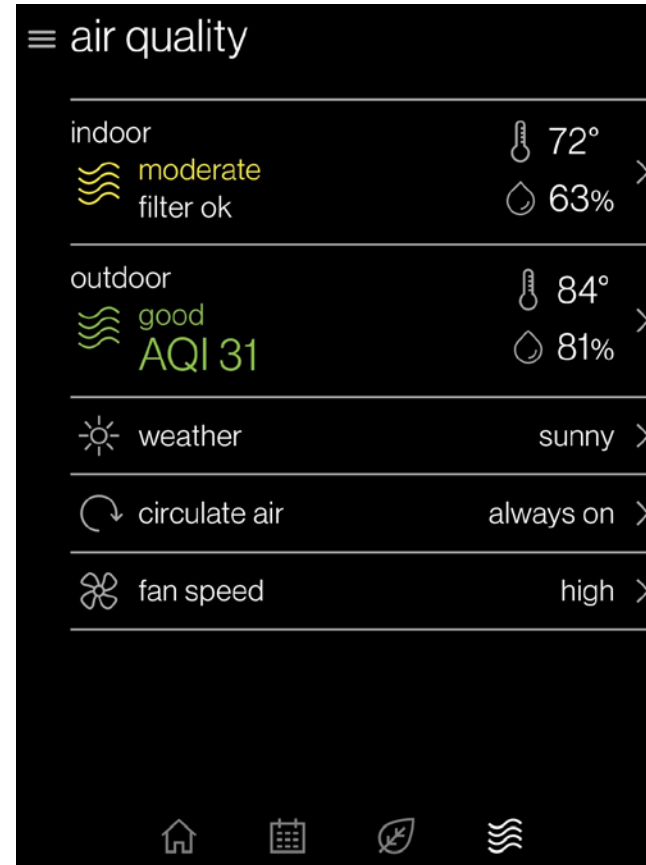 air quality
indoor
moderate
filter ok
72°
63%
outdoor
good
AQI 31
84°
81%
weather sunny
circulate air always on
fan speed high